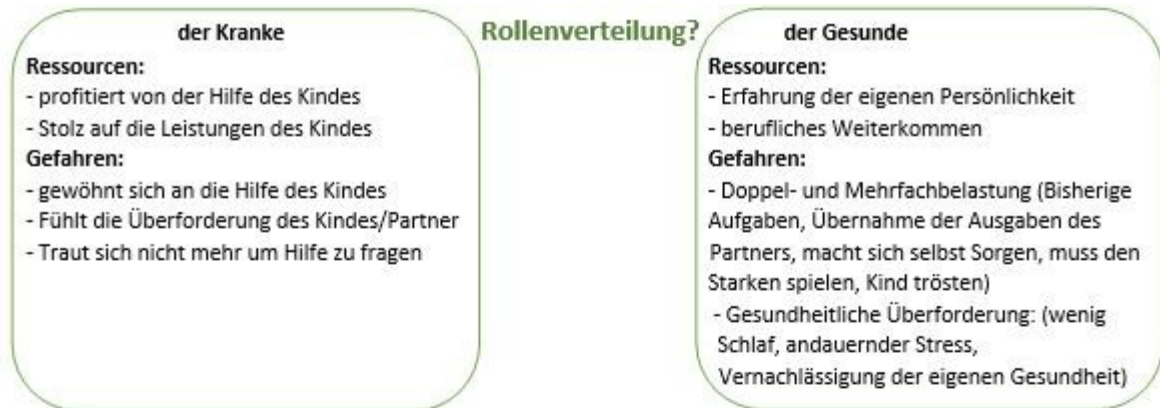 der Kranke
Ressourcen:
- profitiert von der Hilfe des Kindes
- Stolz auf die Leistungen des Kindes
Gefahren:
- gewöhnt sich an die Hilfe des Kindes
- Fühlt die Überforderung des Kindes/Partner
- Traut sich nicht mehr um Hilfe zu fragen
Rollenverteilung?
der Gesunde
Ressourcen:
- Erfahrung der eigenen Persönlichkeit
- berufliches Weiterkommen
Gefahren:
- Doppel- und Mehrfachbelastung (Bisherige
Aufgaben, Übernahme der Ausgaben des
Partners, macht sich selbst Sorgen, muss den
Starken spielen, Kind trösten)
- Gesundheitliche Überforderung: (wenig
Schlaf, andauernder Stress,
Vernachlässigung der eigenen Gesundheit)